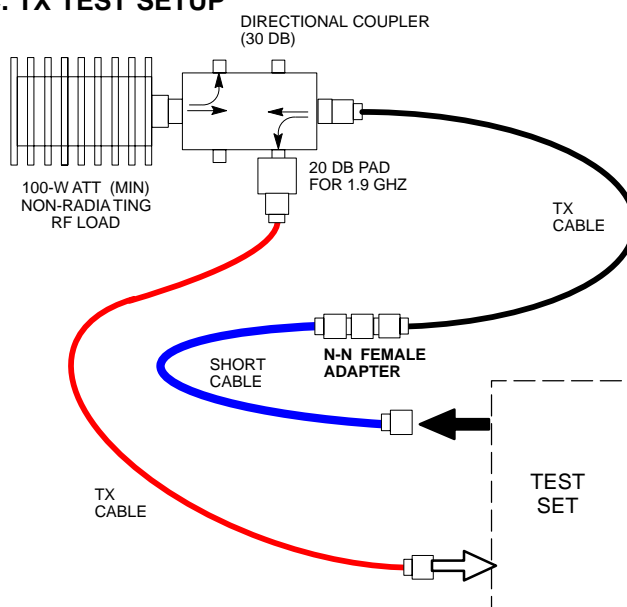 . TX TEST SETUP
DIRECTIONAL COUPLER
(30 DB)
100-W ATT (MIN)
NON-RADIA TING
RF LOAD
20 DB PAD
FOR 1.9 GHZ
TX
CABLE
N-N FEMALE
ADAPTER
SHORT
CABLE
TEST
SET
TX
CABLE